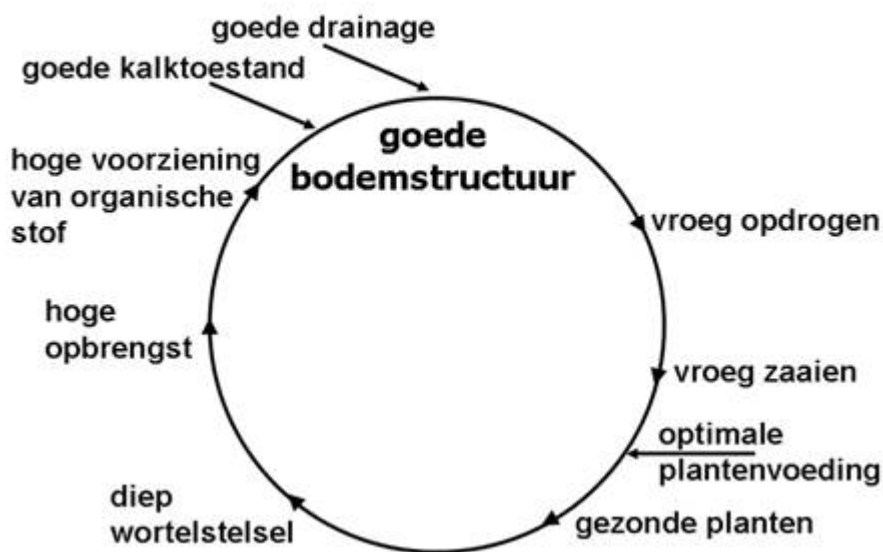 goede drainage
goede kalktoestand
goede
bodemstructuur
hoge voorziening
van organische
stof
vroeg opdrogen
hoge
opbrengst
vroeg zaaien
optimale
plantenvoeding
diep
wortelstelsel
gezonde planten